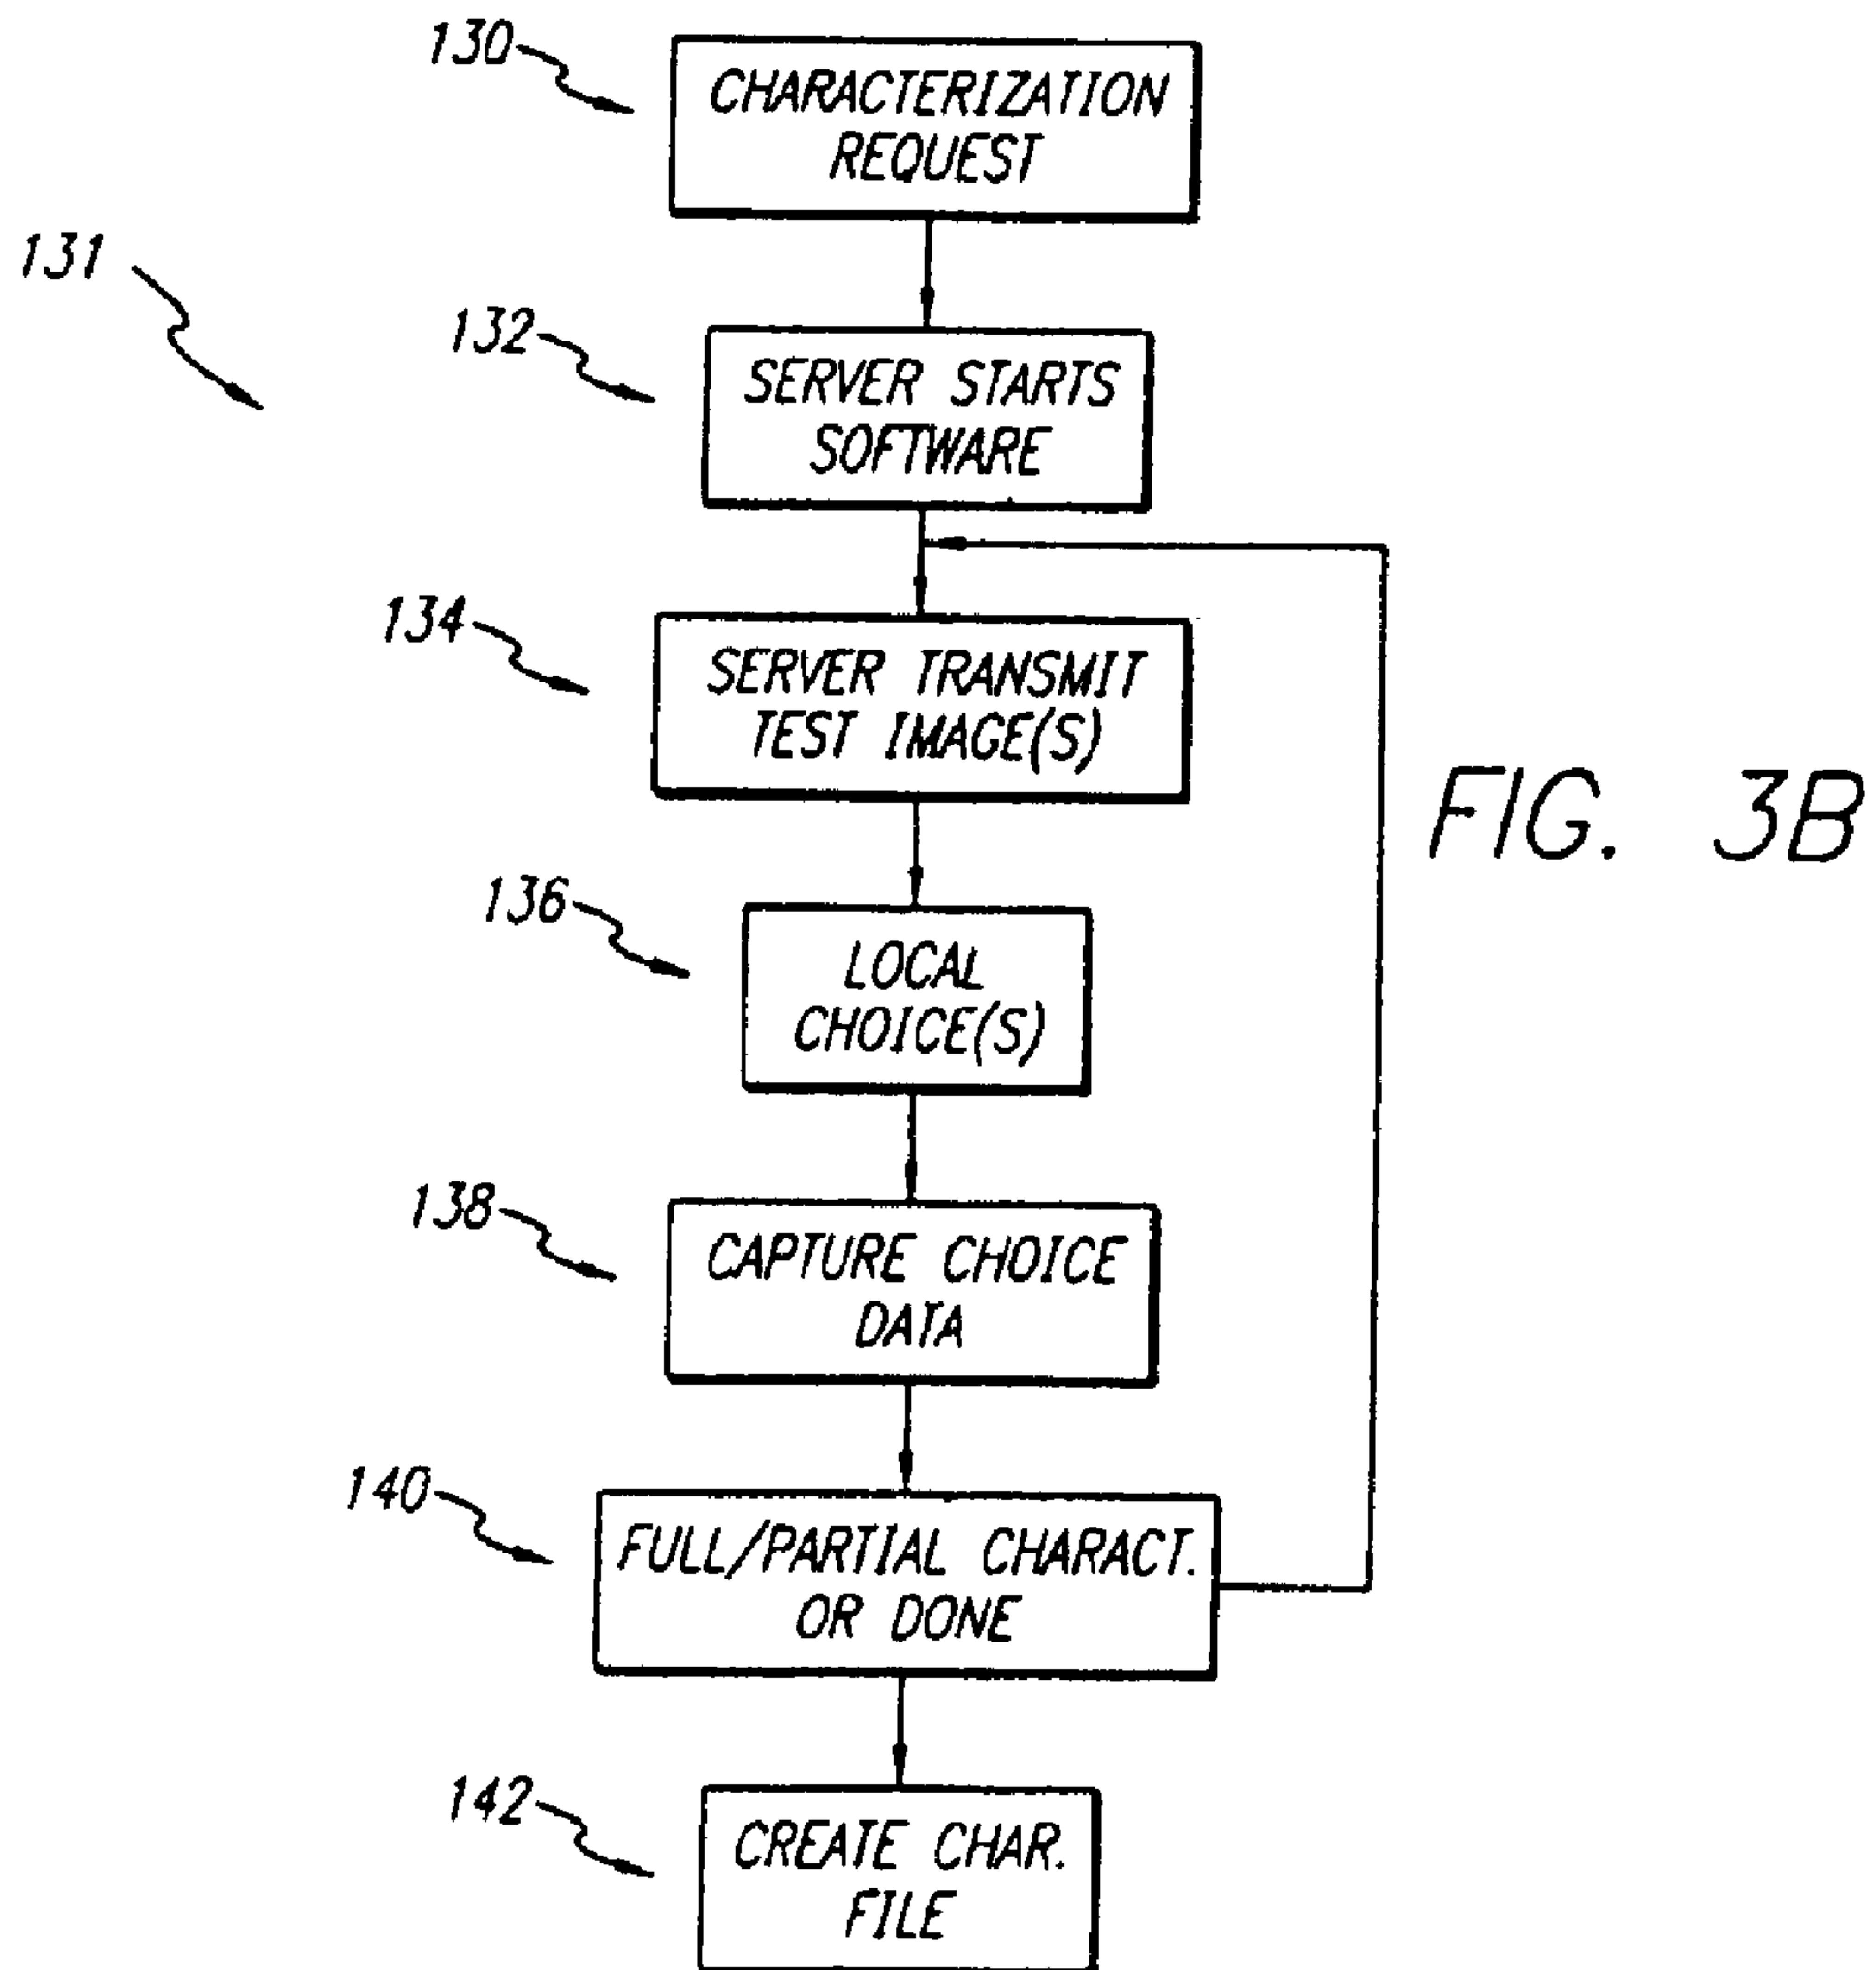 130
CHARACTERIZATION
REQUEST
131
132
SERVER STARTS
SOFTWARE
134
SERVER TRANSMIT
TEST IMAGE(S)
FIG. 3B
136
LOCAL
CHOICE(S)
138
CAPTURE CHOICE
DATA
140
FULL/PARTIAL CHARACT.
OR DONE
142
CREATE CHAR.
FILE